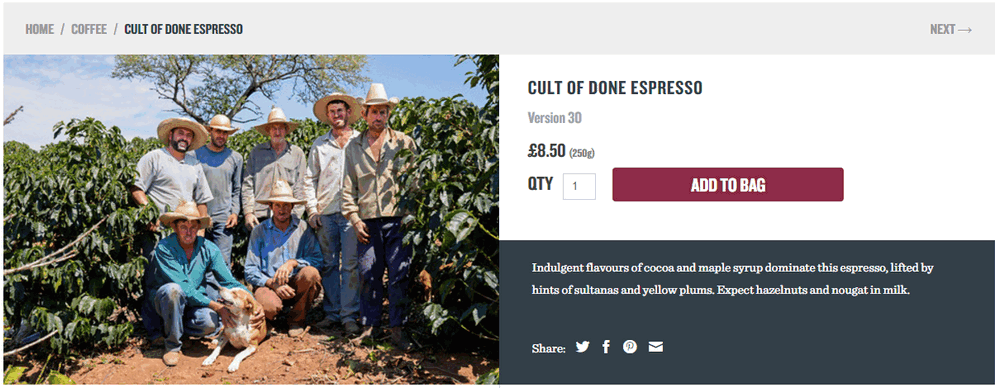 HOME / COFFEE / CULT OF DONE ESPRESSO
NEXT →
CULT OF DONE ESPRESSO
Version 30
£8.50 (250g)
QTY 1 ADD TO BAG
Indulgent flavours of cocoa and maple syrup dominate this espresso, lifted by
hints of sultanas and yellow plums. Expect hazelnuts and nougat in milk.
Share: